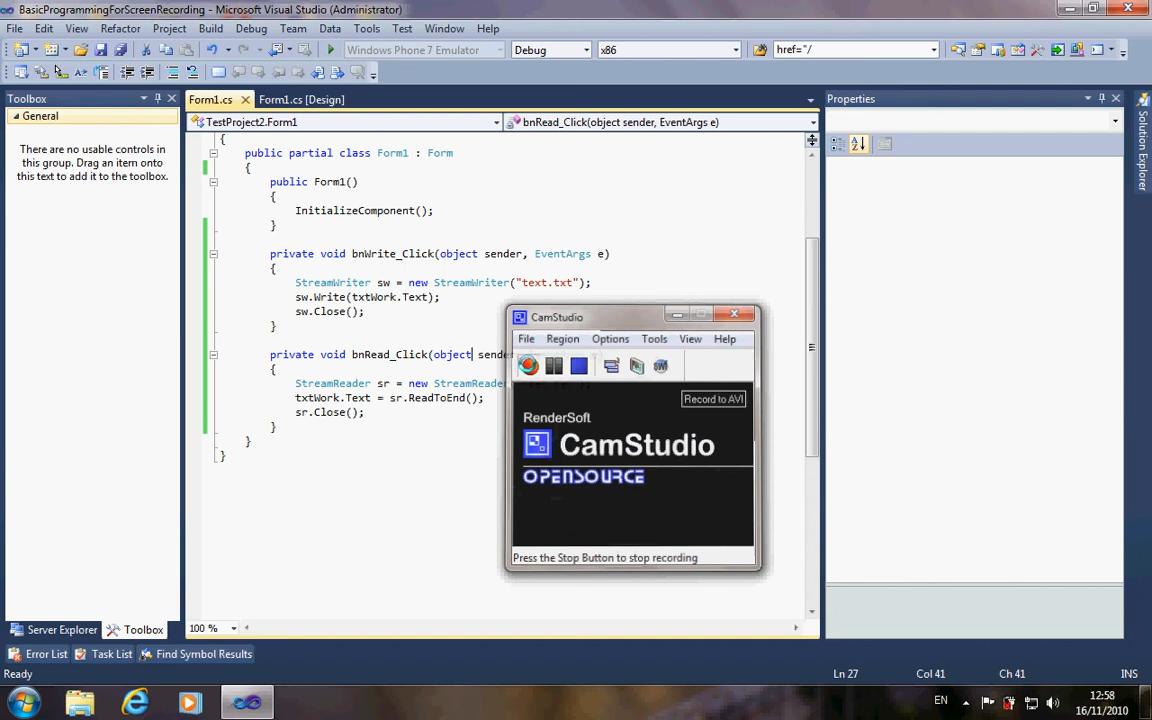 BasicProgrammingForScreenRecording - Microsoft Visual Studio (Administrator)
File Edit View Refactor Project Build Debug Team Data Tools Test Window Help
Windows Phone 7 Emulator Debug x86 href="/
Toolbox
General
There are no usable controls in
this group. Drag an item onto
this text to add it to the toolbox.
Server Explorer Toolbox
Form1.cs Form1.cs [Design]
TestProject2.Form1 bnRead_Click(object sender, EventArgs e)
{
public partial class Form1 : Form
{
public Form1()
{
InitializeComponent();
}
private void bnWrite_Click(object sender, EventArgs e)
{
StreamWriter sw = new StreamWriter("text.txt");
sw.Write(txtWork.Text);
sw.Close();
}
private void bnRead_Click(object sende
{
StreamReader sr = new StreamReade
txtWork.Text = sr.ReadToEnd();
sr.Close();
}
}
}
100 %
CamStudio
File Region Options Tools View Help
Record to AVI
RenderSoft
CamStudio
OPENSOURCE
Press the Stop Button to stop recording
Properties
Solution Explorer
Error List Task List Find Symbol Results
Ready Ln 27 Col 41 Ch 41 INS
EN 12:58
16/11/2010